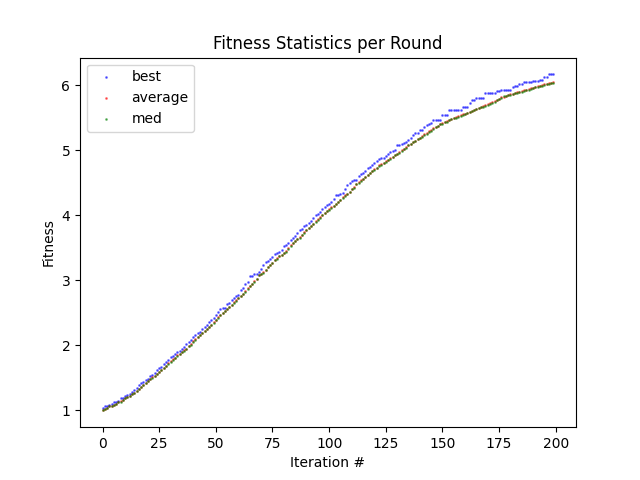 Fitness Statistics per Round
best
average
med
Fitness
6
5
4
3
2
1
0 25 50 75 100 125 150 175 200
Iteration #